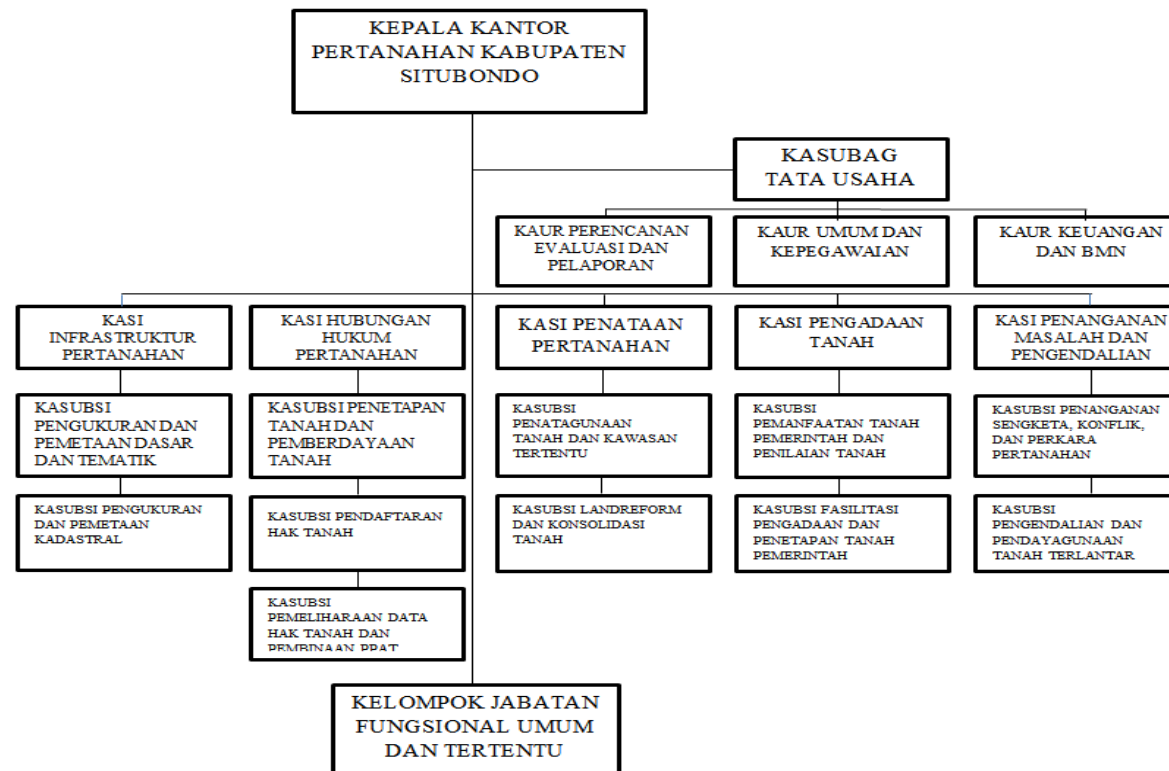 KEPALA KANTOR
PERTANAHAN KABUPATEN
SITUBONDO
KASUBAG
TATA USAHA
KAUR PERENCANAN
EVALUASI DAN
PELAPORAN
KAUR UMUM DAN
KEPEGAWAIAN
KAUR KEUANGAN
DAN BMN
KASI
INFRASTRUKTUR
PERTANAHAN
KASI HUBUNGAN
HUKUM
PERTANAHAN
KASI PENATAAN
PERTANAHAN
KASI PENGADAAN
TANAH
KASI PENANGANAN
MASALAH DAN
PENGENDALIAN
KASUBSI
PENGUKURAN DAN
PEMETAAN DASAR
DAN TEMATIK
KASUBSI PENETAPAN
TANAH DAN
PEMBERDAYAAN
TANAH
KASUBSI
PENATAGUNAAN
TANAH DAN KAWASAN
TERTENTU
KASUBSI
PEMANFAATAN TANAH
PEMERINTAH DAN
PENILAIAN TANAH
KASUBSI PENANGANAN
SENGKETA, KONFLIK,
DAN PERKARA
PERTANAHAN
KASUBSI PENGUKURAN
DAN PEMETAAN
KADASTRAL
KASUBSI PENDAFTARAN
HAK TANAH
KASUBSI LANDREFORM
DAN KONSOLIDASI
TANAH
KASUBSI FASILITASI
PENGADAAN DAN
PENETAPAN TANAH
PEMERINTAH
KASUBSI
PENGENDALIAN DAN
PENDAYAGUNAAN
TANAH TERLANTAR
KASUBSI
PEMELIHARAAN DATA
HAK TANAH DAN
PEMBINAAN PPAT
KELOMPOK JABATAN
FUNGSIONAL UMUM
DAN TERTENTU